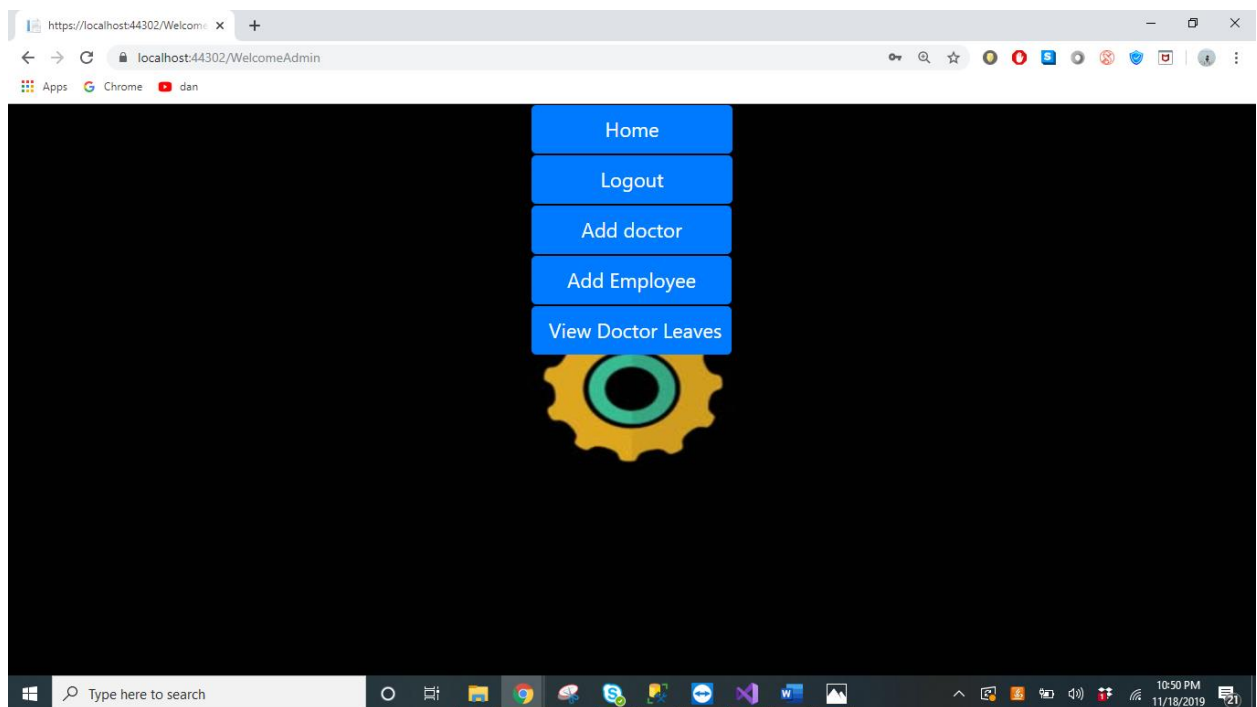 https://localhost:44302/Welcome
localhost:44302/WelcomeAdmin
Apps Chrome dan
Home
Logout
Add doctor
Add Employee
View Doctor Leaves
Type here to search
10:50 PM
11/18/2019
21